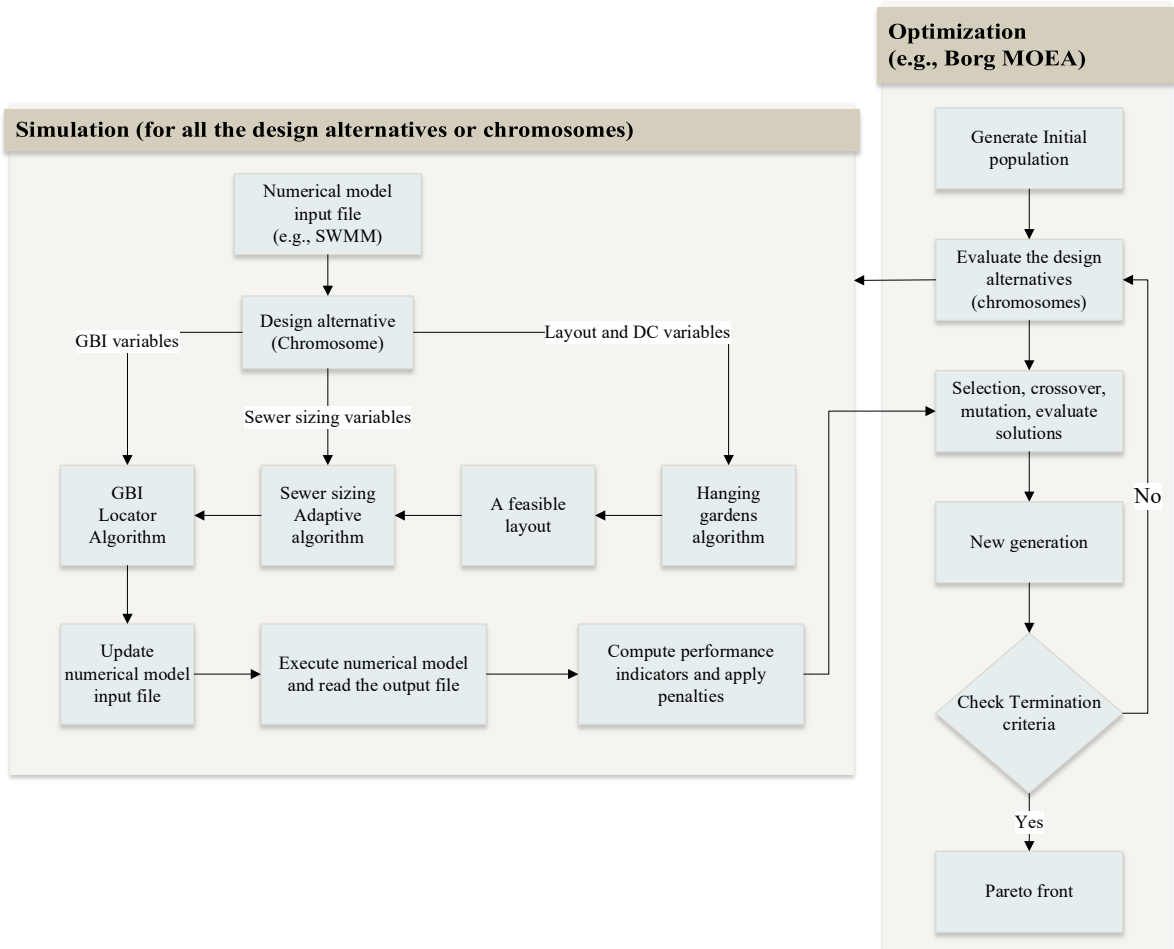 Optimization
(e.g., Borg MOEA)
Simulation (for all the design alternatives or chromosomes)
Numerical model
input file
(e.g., SWMM)
Design alternative
(Chromosome)
GBI variables
Layout and DC variables
Sewer sizing variables
GBI
Locator
Algorithm
Sewer sizing
Adaptive
algorithm
A feasible
layout
Hanging
gardens
algorithm
Update
numerical model
input file
Execute numerical model
and read the output file
Compute performance
indicators and apply
penalties
Generate Initial
population
Evaluate the design
alternatives
(chromosomes)
Selection, crossover,
mutation, evaluate
solutions
No
New generation
Check Termination
criteria
Yes
Pareto front